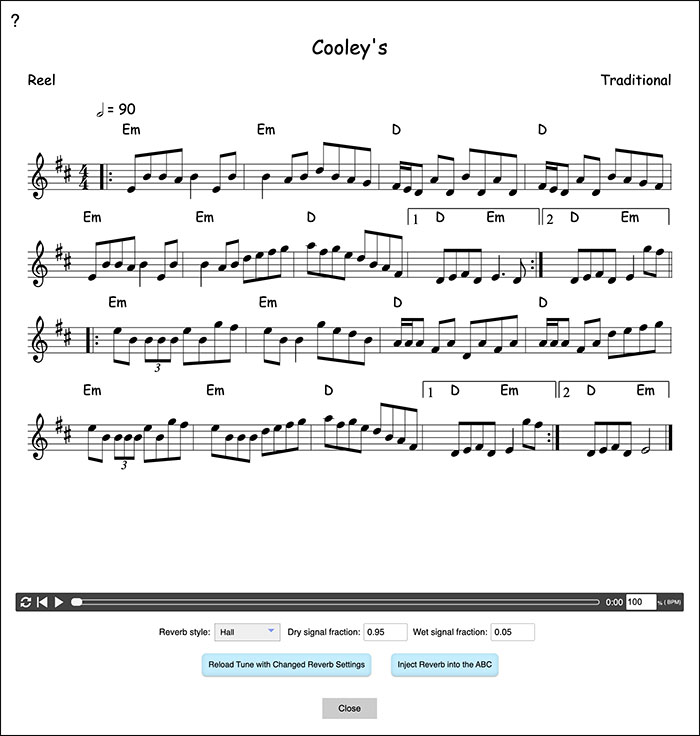 ?
Cooley's
Reel Traditional
𝅗𝅥 = 90
Em Em D D
4
4
Em Em D 1 D Em 2 D Em
Em Em D D
3
Em Em D 1 D Em 2 D Em
3
0:00 100 % ( BPM)
Reverb style: Hall Dry signal fraction: 0.95 Wet signal fraction: 0.05
Reload Tune with Changed Reverb Settings Inject Reverb into the ABC
Close